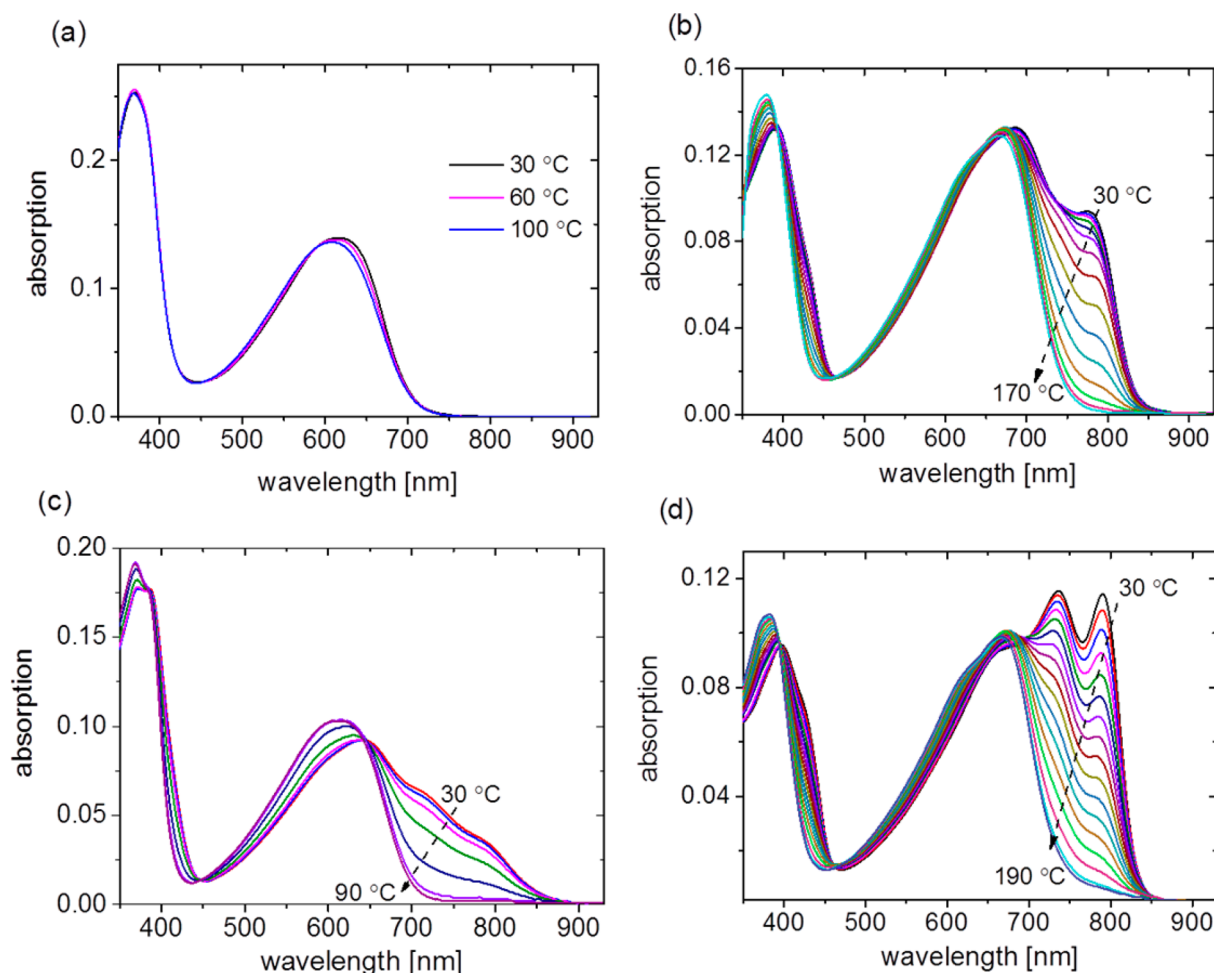 (a)
absorption
0.2
0.1
0.0
30 °C
60 °C
100 °C
400 500 600 700 800 900
wavelength [nm]
(b)
absorption
0.16
0.12
0.08
0.04
0.00
30 °C
170 °C
400 500 600 700 800 900
wavelength [nm]
(c)
absorption
0.20
0.15
0.10
0.05
0.00
30 °C
90 °C
400 500 600 700 800 900
wavelength [nm]
(d)
absorption
0.12
0.08
0.04
30 °C
190 °C
400 500 600 700 800 900
wavelength [nm]